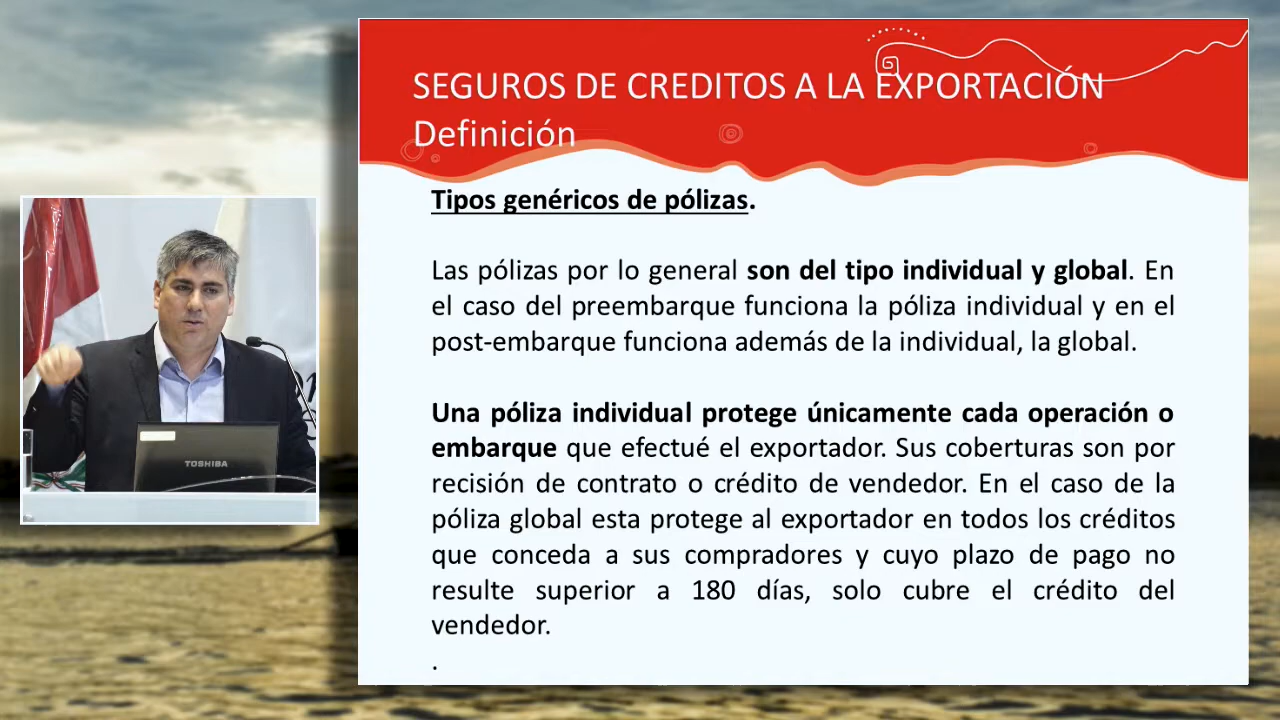 SEGUROS DE CREDITOS A LA EXPORTACIÓN
Definición
Tipos genéricos de pólizas.
Las pólizas por lo general son del tipo individual y global. En
el caso del preembarque funciona la póliza individual y en el
post-embarque funciona además de la individual, la global.
Una póliza individual protege únicamente cada operación o
embarque que efectué el exportador. Sus coberturas son por
recisión de contrato o crédito de vendedor. En el caso de la
póliza global esta protege al exportador en todos los créditos
que conceda a sus compradores y cuyo plazo de pago no
resulte superior a 180 días, solo cubre el crédito del
vendedor.
.
TOSHIBA